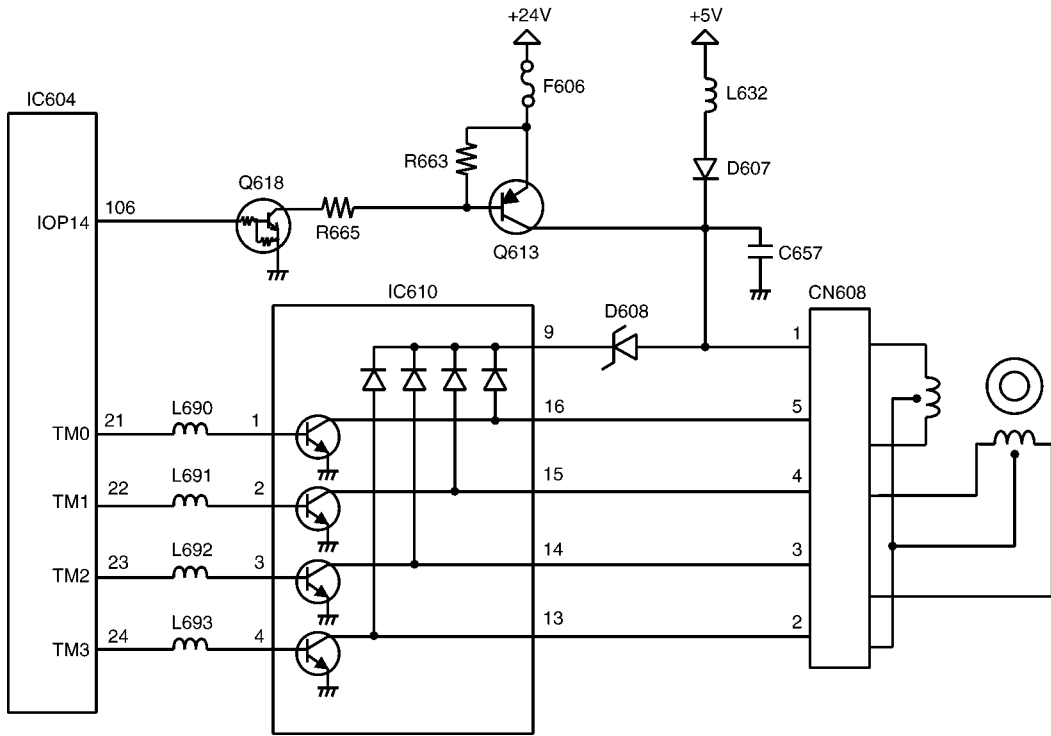 +24V
+5V
F606
L632
IC604
R663
D607
Q618
IOP14
106
R665
Q613
C657
IC610
D608
CN608
9
1
L690
TM0
21
1
16
5
L691
TM1
22
2
15
4
L692
TM2
23
3
14
3
L693
TM3
24
4
13
2